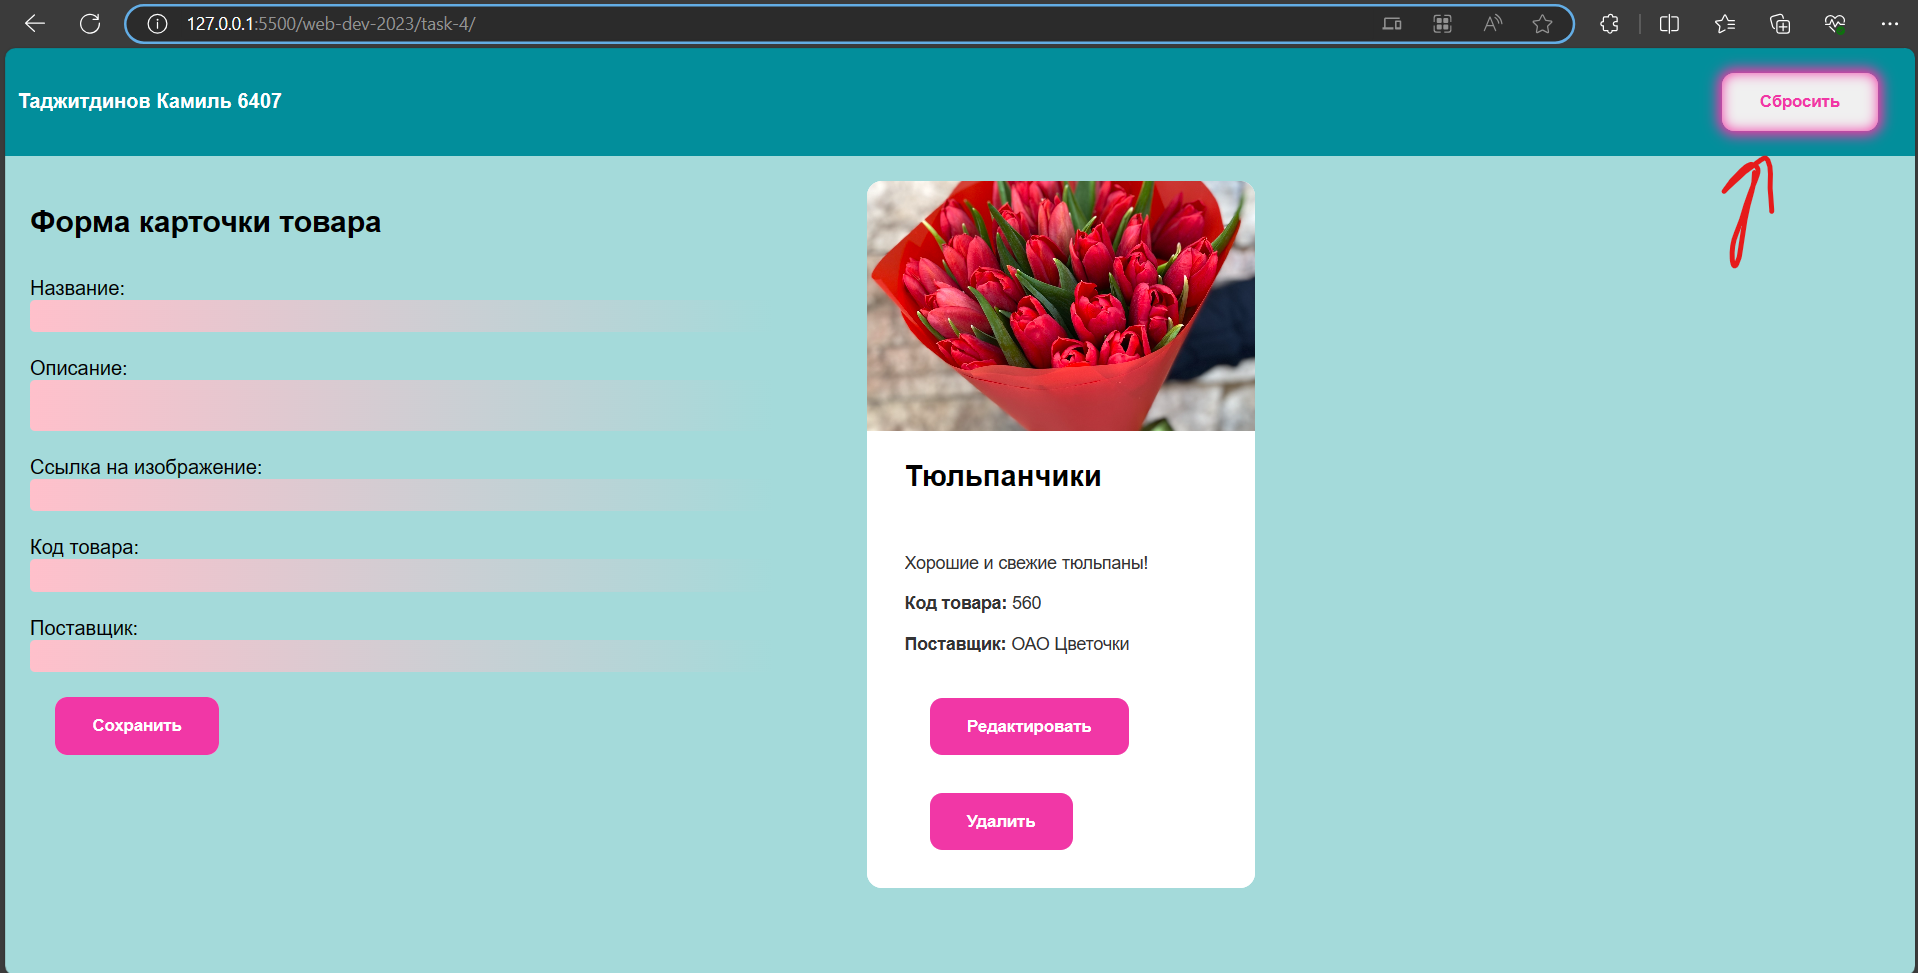 127.0.0.1:5500/web-dev-2023/task-4/
Таджитдинов Камиль 6407
Сбросить
Форма карточки товара
Название:
Описание:
Ссылка на изображение:
Код товара:
Поставщик:
Сохранить
Тюльпанчики
Хорошие и свежие тюльпаны!
Код товара: 560
Поставщик: ОАО Цветочки
Редактировать
Удалить